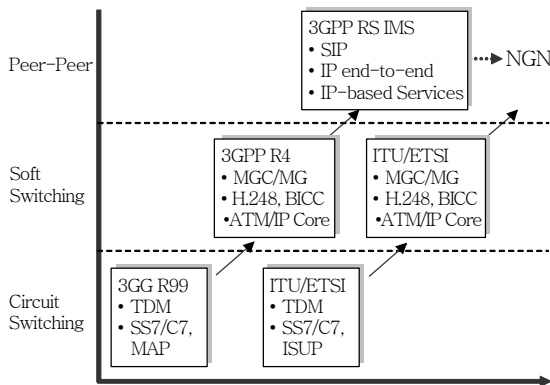 Peer-Peer
3GPP RS IMS
• SIP
• IP end-to-end
• IP-based Services
NGN
Soft
Switching
3GPP R4
• MGC/MG
• H.248, BICC
•ATM/IP Core
ITU/ETSI
• MGC/MG
• H.248, BICC
•ATM/IP Core
Circuit
Switching
3GG R99
• TDM
• SS7/C7,
MAP
ITU/ETSI
• TDM
• SS7/C7,
ISUP